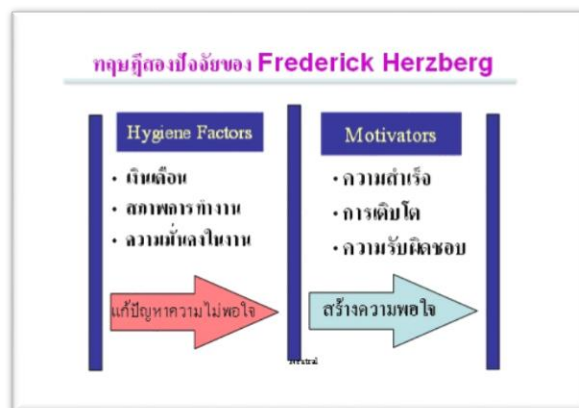 ทฤษฎีสองปัจจัยของ Frederick Herzberg
Hygiene Factors
• เงินเดือน
• สภาพการทำงาน
• ความมั่นคงในงาน
แก้ปัญหาความไม่พอใจ
Motivators
• ความสำเร็จ
• การเติบโต
• ความรับผิดชอบ
สร้างความพอใจ
Neutral